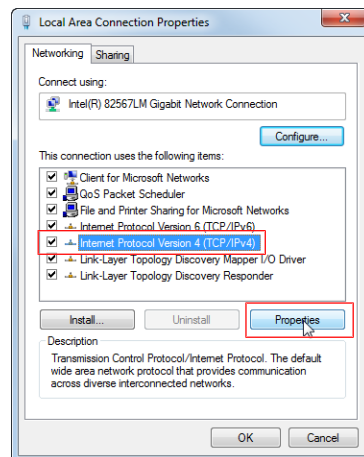 Local Area Connection Properties
Networking
Sharing
Connect using:
Intel(R) 82567LM Gigabit Network Connection
Configure...
This connection uses the following items:
Client for Microsoft Networks
QoS Packet Scheduler
File and Printer Sharing for Microsoft Networks
Internet Protocol Version 6 (TCP/IPv6)
Internet Protocol Version 4 (TCP/IPv4)
Link-Layer Topology Discovery Mapper I/O Driver
Link-Layer Topology Discovery Responder
Install...
Uninstall
Properties
Description
Transmission Control Protocol/Internet Protocol. The default
wide area network protocol that provides communication
across diverse interconnected networks.
OK
Cancel